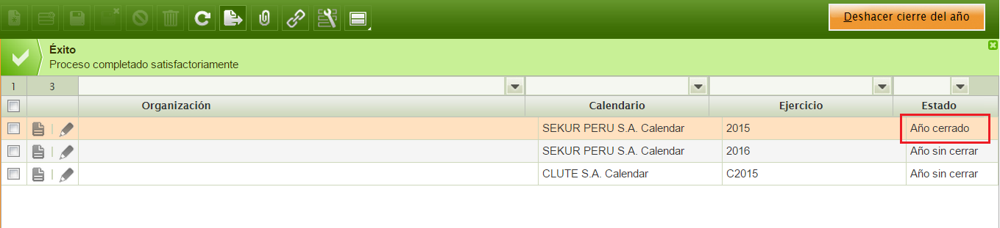 Deshacer cierre del año
Éxito
Proceso completado satisfactoriamente
1 3
Organización Calendario Ejercicio Estado
SEKUR PERU S.A. Calendar 2015 Año cerrado
SEKUR PERU S.A. Calendar 2016 Año sin cerrar
CLUTE S.A. Calendar C2015 Año sin cerrar